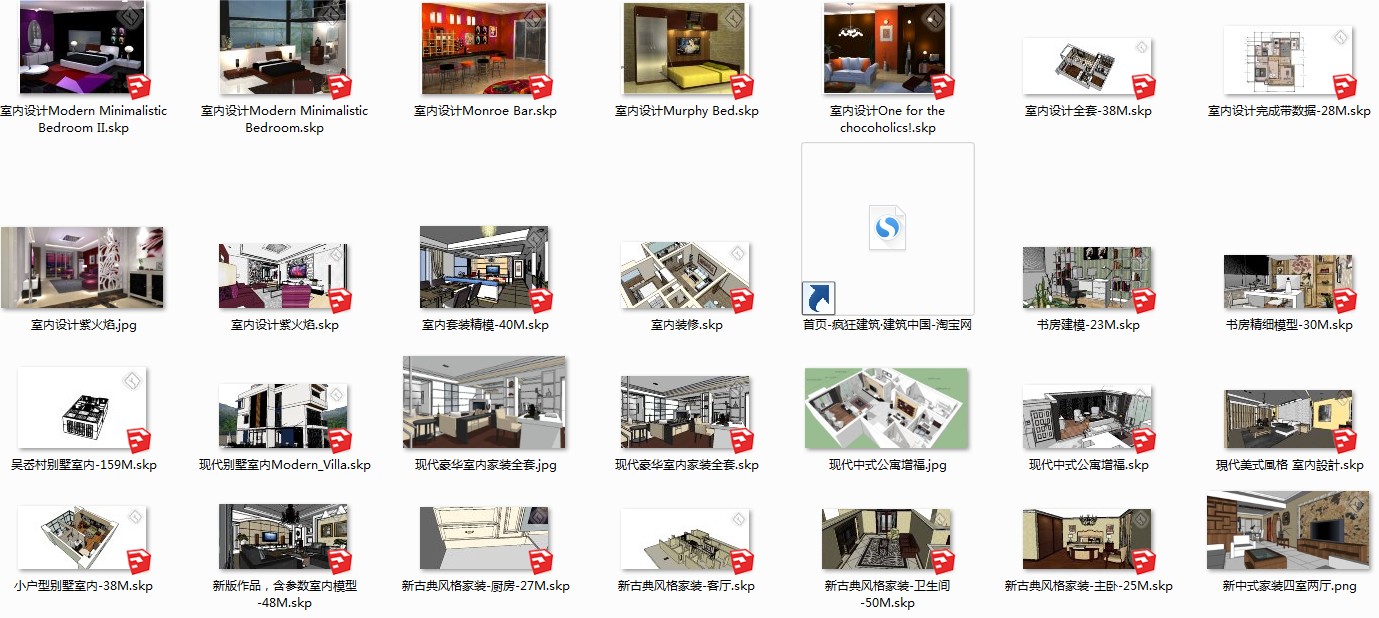 室内设计Modern Minimalistic
Bedroom II.skp
室内设计Modern Minimalistic
Bedroom.skp
室内设计Monroe Bar.skp
室内设计Murphy Bed.skp
室内设计One for the
chocoholics!.skp
室内设计全套-38M.skp
室内设计完成带数据-28M.skp
室内设计紫火焰.jpg
室内设计紫火焰.skp
室内套装精模-40M.skp
室内装修.skp
首页-疯狂建筑·建筑中国-淘宝网
书房建模-23M.skp
书房精细模型-30M.skp
吴岙村别墅室内-159M.skp
现代别墅室内Modern_Villa.skp
现代豪华室内家装全套.jpg
现代豪华室内家装全套.skp
现代中式公寓增福.jpg
现代中式公寓增福.skp
現代美式風格 室內設計.skp
小户型别墅室内-38M.skp
新版作品，含参数室内模型
-48M.skp
新古典风格家装-厨房-27M.skp
新古典风格家装-客厅.skp
新古典风格家装-卫生间
-50M.skp
新古典风格家装-主卧-25M.skp
新中式家装四室两厅.png